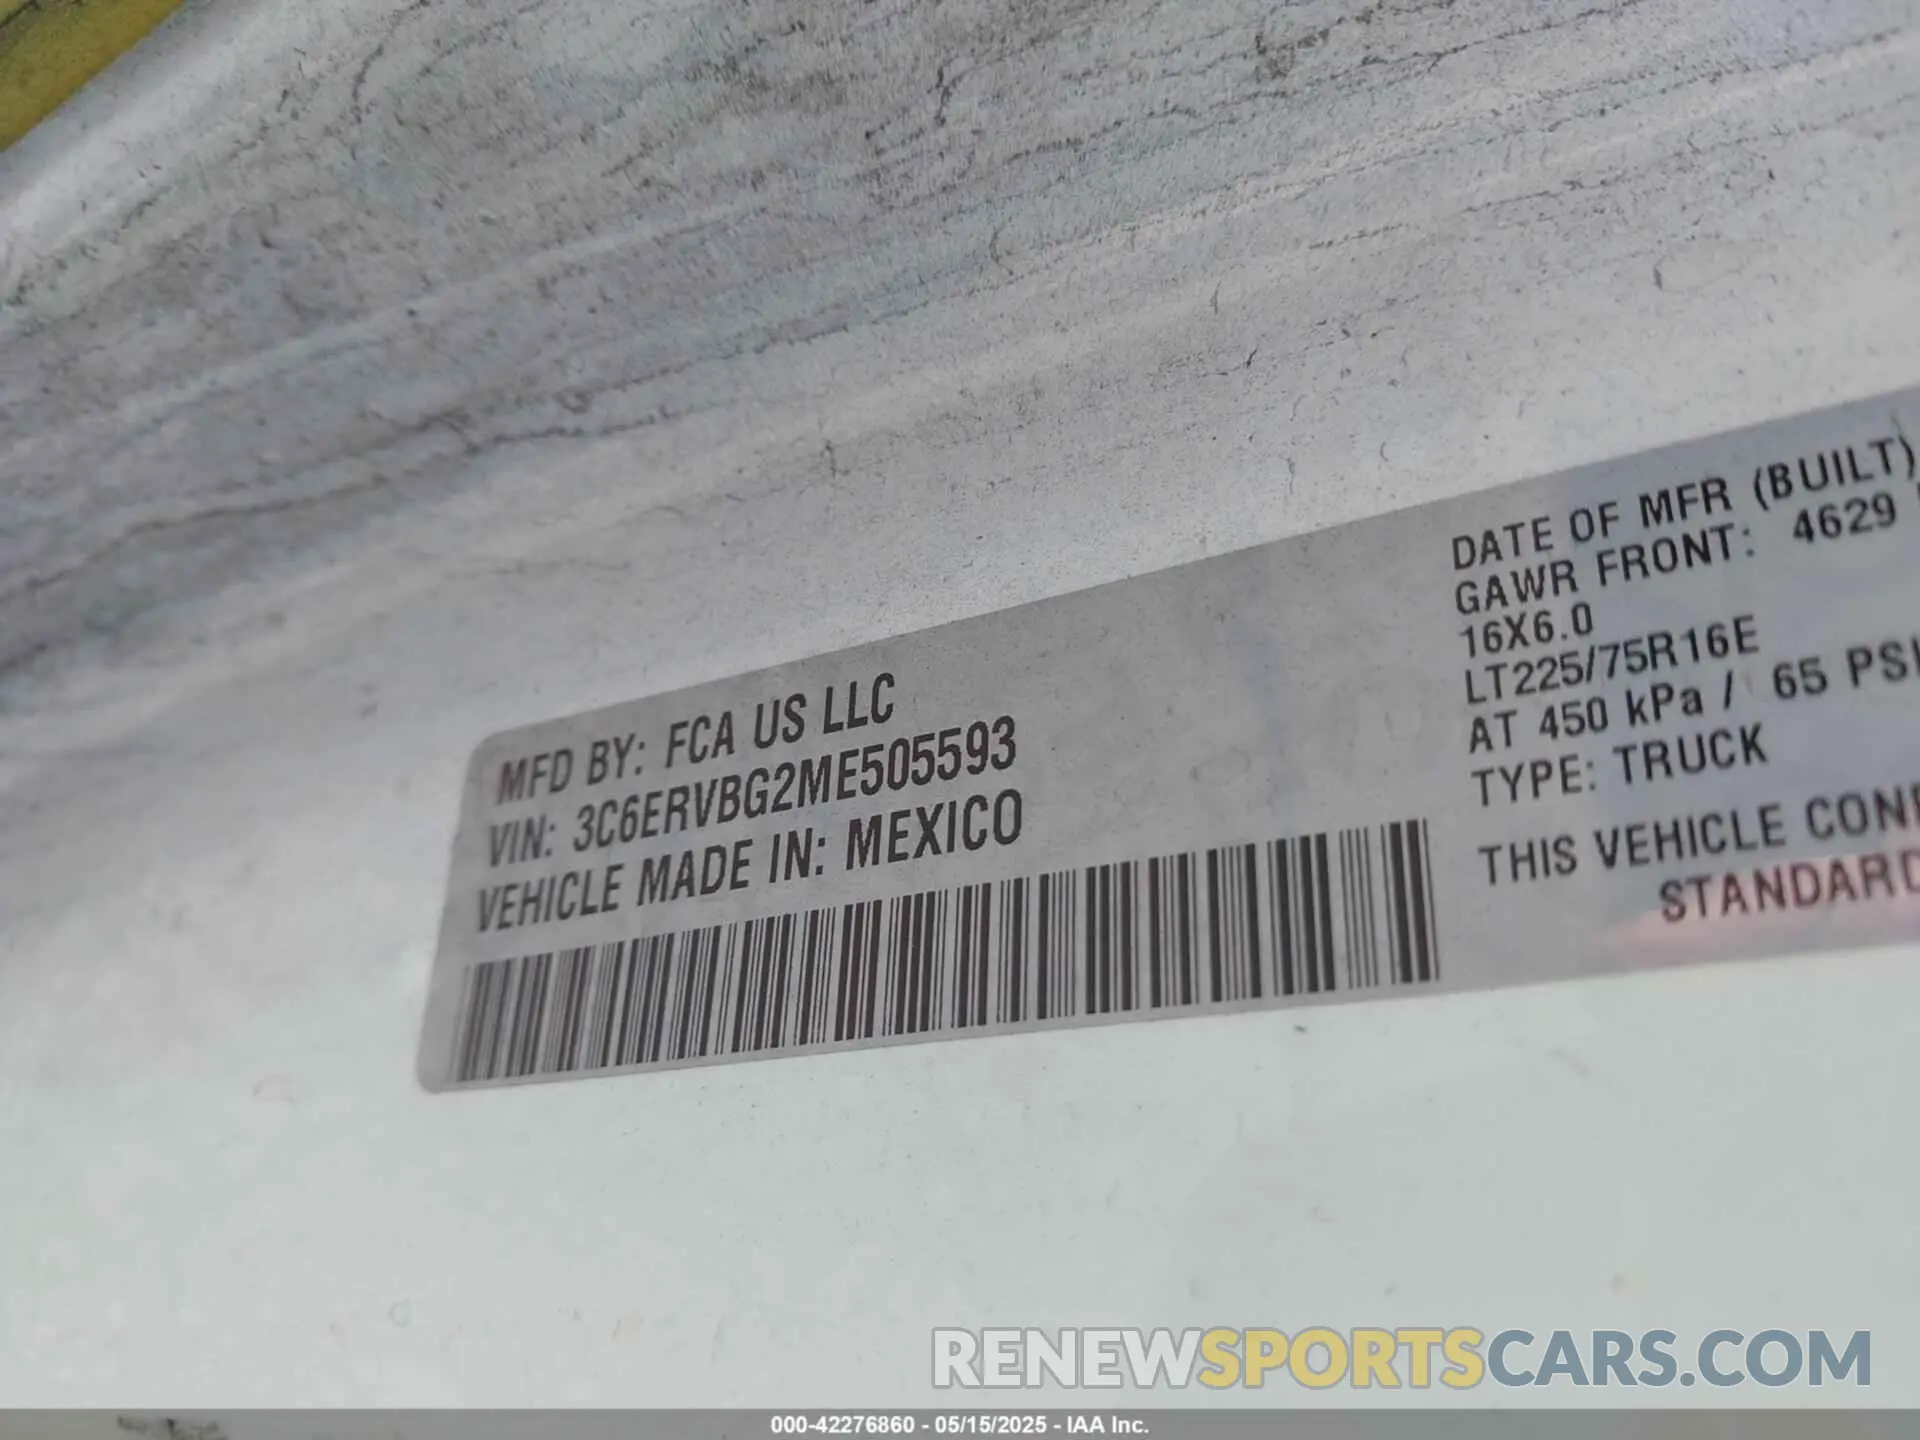 MFD BY: FCA US LLC
VIN: 3C6ERVBG2ME505593
VEHICLE MADE IN: MEXICO
DATE OF MFR (BUILT)
GAWR FRONT: 4629
16X6.0
LT225/75R16E
AT 450 kPa / 65 PSI
TYPE: TRUCK
THIS VEHICLE CONF
STANDARD
RENEWSPORTSCARS.COM
000-42276860 - 05/15/2025 - IAA Inc.